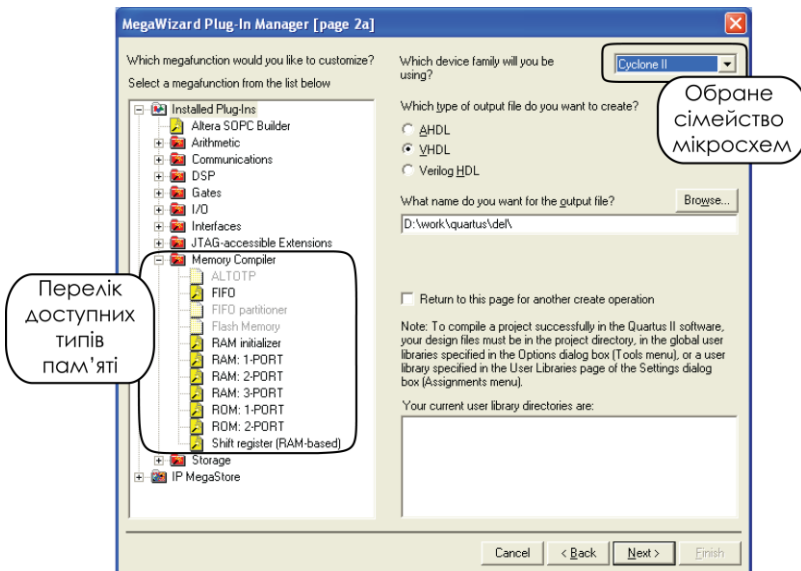 MegaWizard Plug-In Manager [page 2a]
Which megafunction would you like to customize?
Select a megafunction from the list below
Installed Plug-Ins
Altera SOPC Builder
Arithmetic
Communications
DSP
Gates
I/O
Interfaces
JTAG-accessible Extensions
Memory Compiler
ALTOTP
FIFO
FIFO partitioner
Flash Memory
RAM initializer
RAM: 1-PORT
RAM: 2-PORT
RAM: 3-PORT
ROM: 1-PORT
ROM: 2-PORT
Shift register (RAM-based)
Storage
IP MegaStore
Перелік
доступних
типів
пам’яті
Which device family will you be
using?
Cyclone II
Обране
сімейство
мікросхем
Which type of output file do you want to create?
AHDL
VHDL
Verilog HDL
What name do you want for the output file?
Browse...
D:\work\quartus\del\
Return to this page for another create operation
Note: To compile a project successfully in the Quartus II software,
your design files must be in the project directory, in the global user
libraries specified in the Options dialog box (Tools menu), or a user
library specified in the User Libraries page of the Settings dialog
box (Assignments menu).
Your current user library directories are:
Cancel
< Back
Next >
Finish